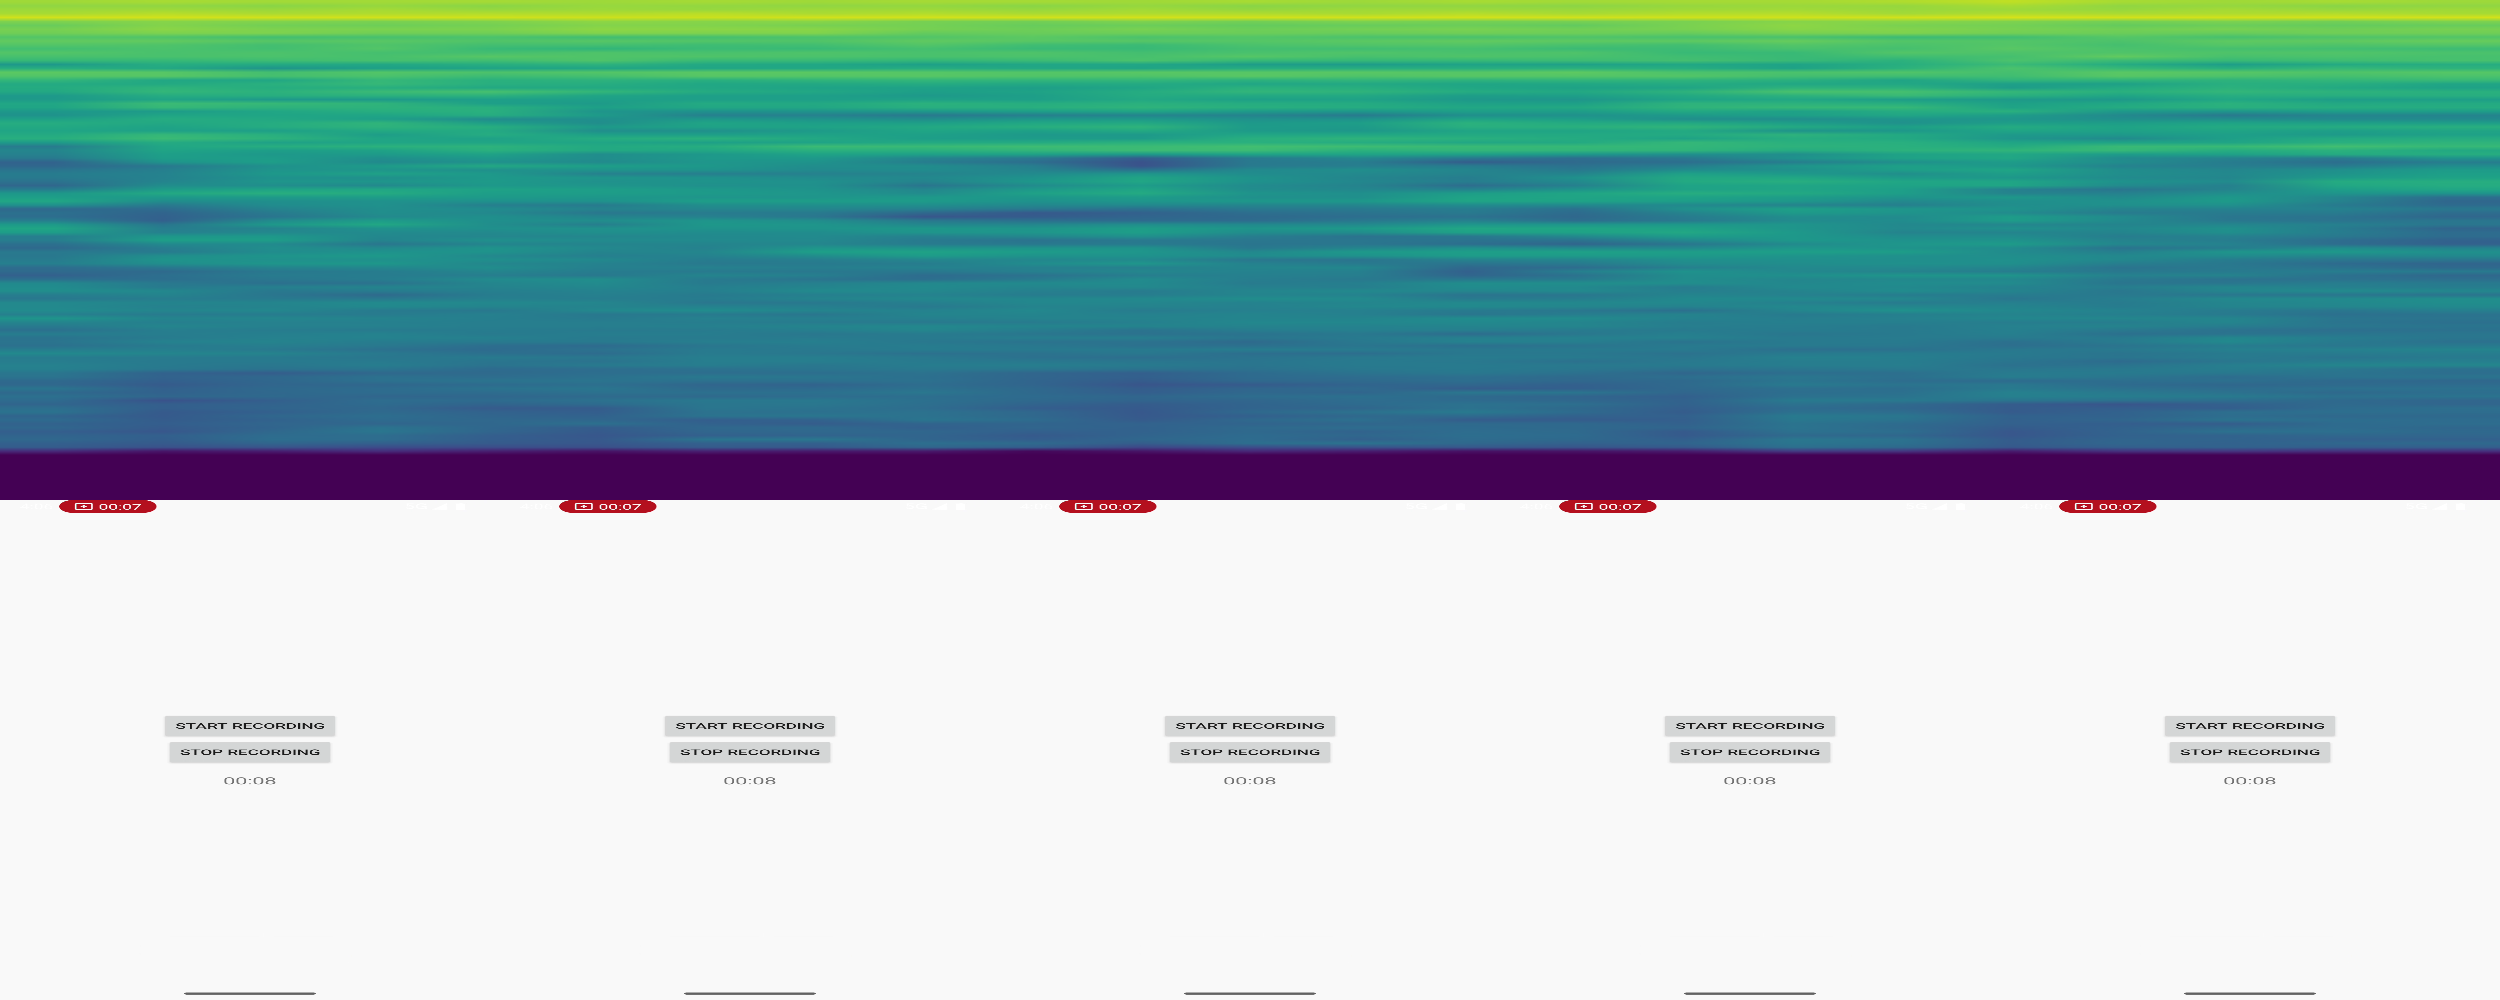 00:07 00:07 00:07 00:07 00:07
START RECORDING START RECORDING START RECORDING START RECORDING START RECORDING
STOP RECORDING STOP RECORDING STOP RECORDING STOP RECORDING STOP RECORDING
00:08 00:08 00:08 00:08 00:08